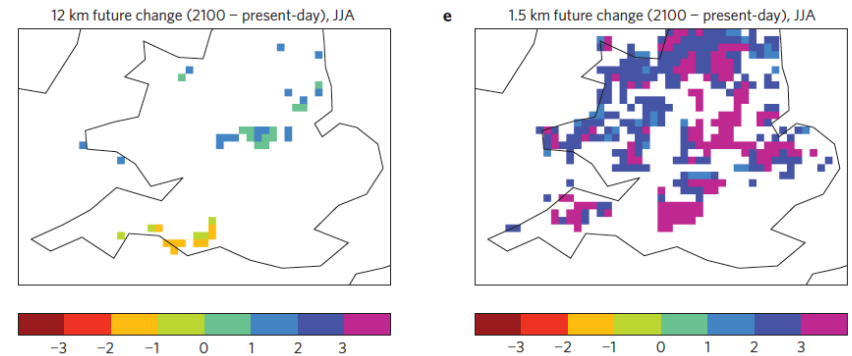 12 km future change (2100 – present-day), JJA
e
1.5 km future change (2100 – present-day), JJA
−3 −2 −1 0 1 2 3
−3 −2 −1 0 1 2 3